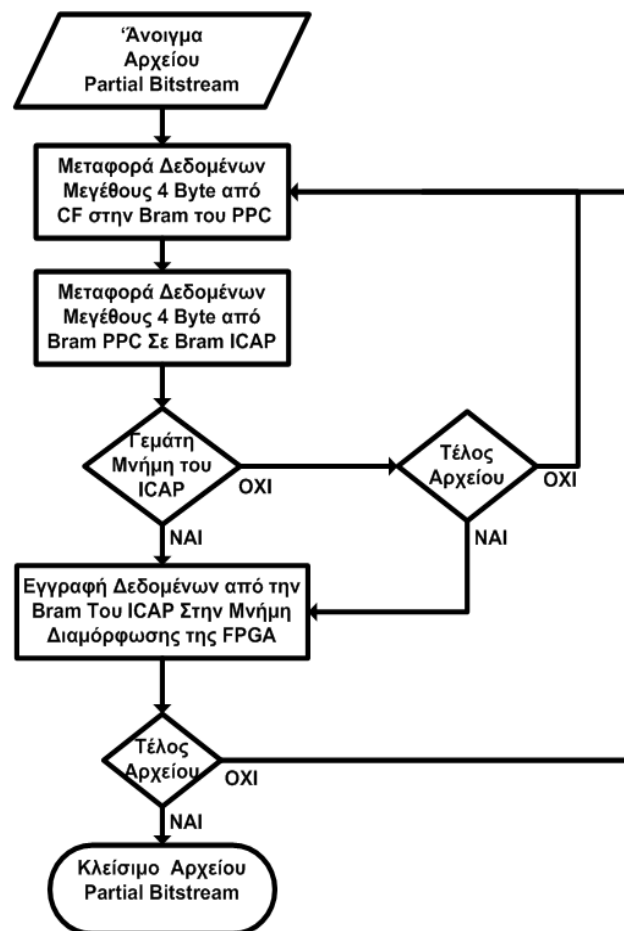 ‘Άνοιγμα
Αρχείου
Partial Bitstream
Μεταφορά Δεδομένων
Μεγέθους 4 Byte από
CF στην Bram του PPC
Μεταφορά Δεδομένων
Μεγέθους 4 Byte από
Bram PPC Σε Bram ICAP
Γεμάτη
Μνήμη του
ICAP
ΟΧΙ
Τέλος
Αρχείου
ΟΧΙ
ΝΑΙ
ΝΑΙ
Εγγραφή Δεδομένων από την
Bram Του ICAP Στην Μνήμη
Διαμόρφωσης της FPGA
Τέλος
Αρχείου
ΟΧΙ
ΝΑΙ
Κλείσιμο Αρχείου
Partial Bitstream